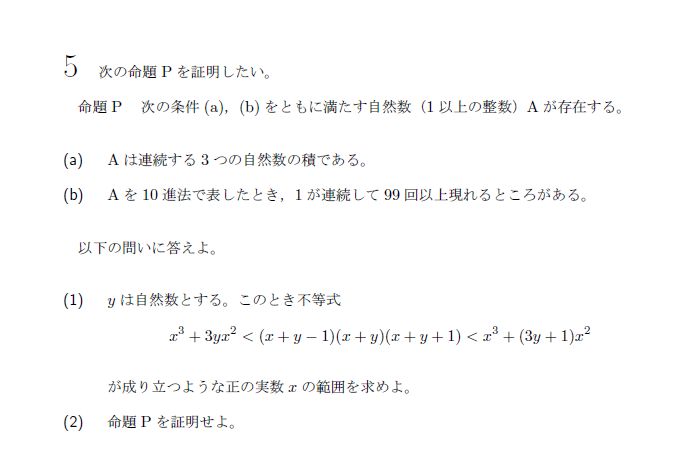 5 次の命題 P を証明したい。
命題 P 次の条件 (a),(b) をともに満たす自然数(1 以上の整数)A が存在する。
(a) A は連続する 3 つの自然数の積である。
(b) A を 10 進法で表したとき,1 が連続して 99 回以上現れるところがある。
以下の問いに答えよ。
(1) y は自然数とする。このとき不等式
x³ + 3yx² < (x + y − 1)(x + y)(x + y + 1) < x³ + (3y + 1)x²
が成り立つような正の実数 x の範囲を求めよ。
(2) 命題 P を証明せよ。